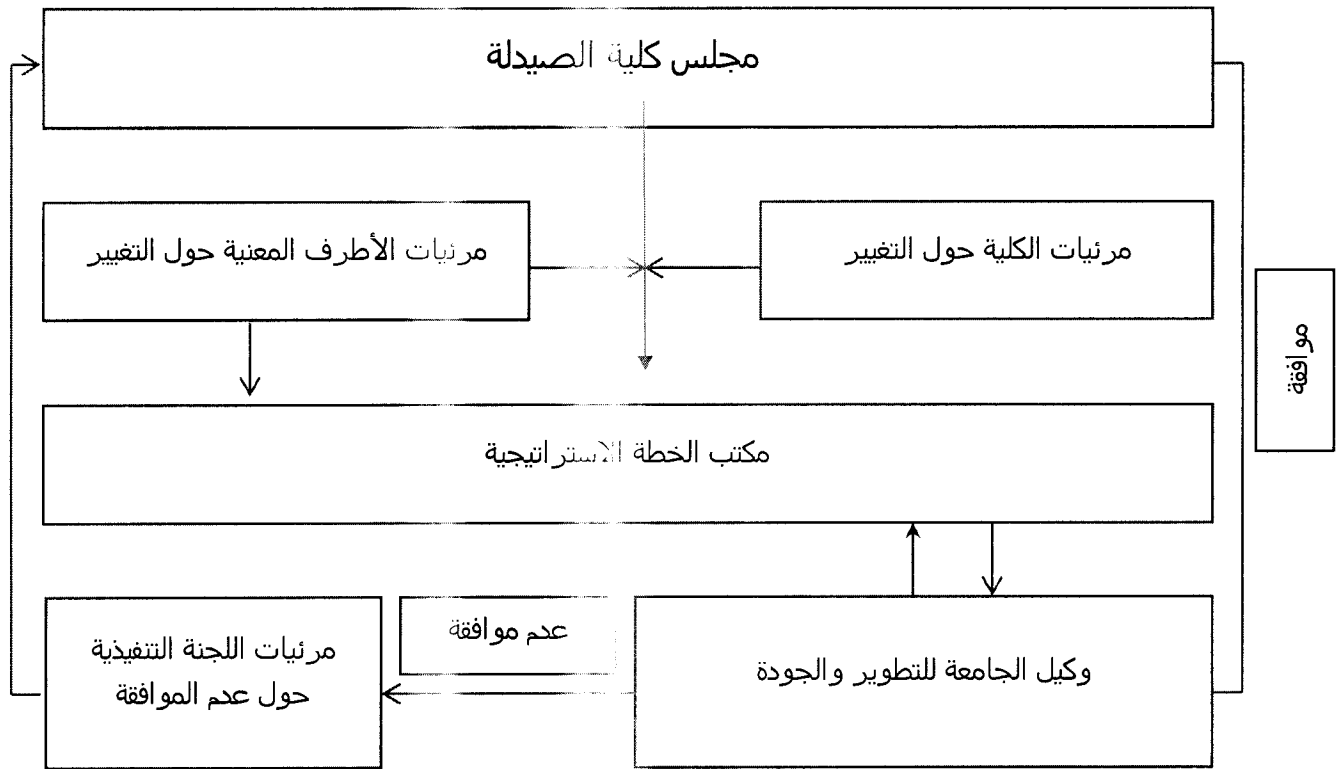 مجلس كلية الصيدلة
مرئيات الكلية حول التغيير
مرئيات الأطرف المعنية حول التغيير
موافقة
مكتب الخطة الاستراتيجية
وكيل الجامعة للتطوير والجودة
عدم موافقة
مرئيات اللجنة التنفيذية
حول عدم الموافقة